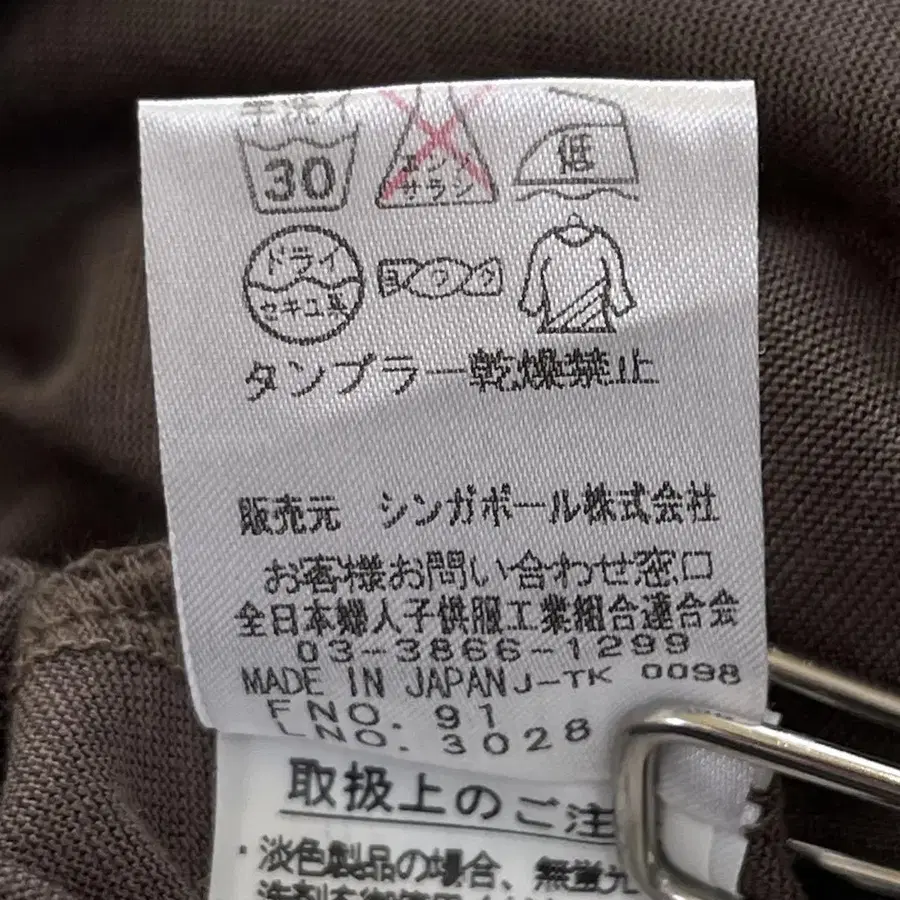 手洗イ
30
エンソ
サラシ
低
ドライ
セキユ系
ヨワク
タンブラー乾燥禁止
販売元 シンガポール株式会社
お客様お問い合わせ窓口
全日本婦人子供服工業組合連合会
03-3866-1299
MADE IN JAPAN J-TK 0098
FNO. 91
LNO. 3028
取扱上のご注
・淡色製品の場合、無蛍光